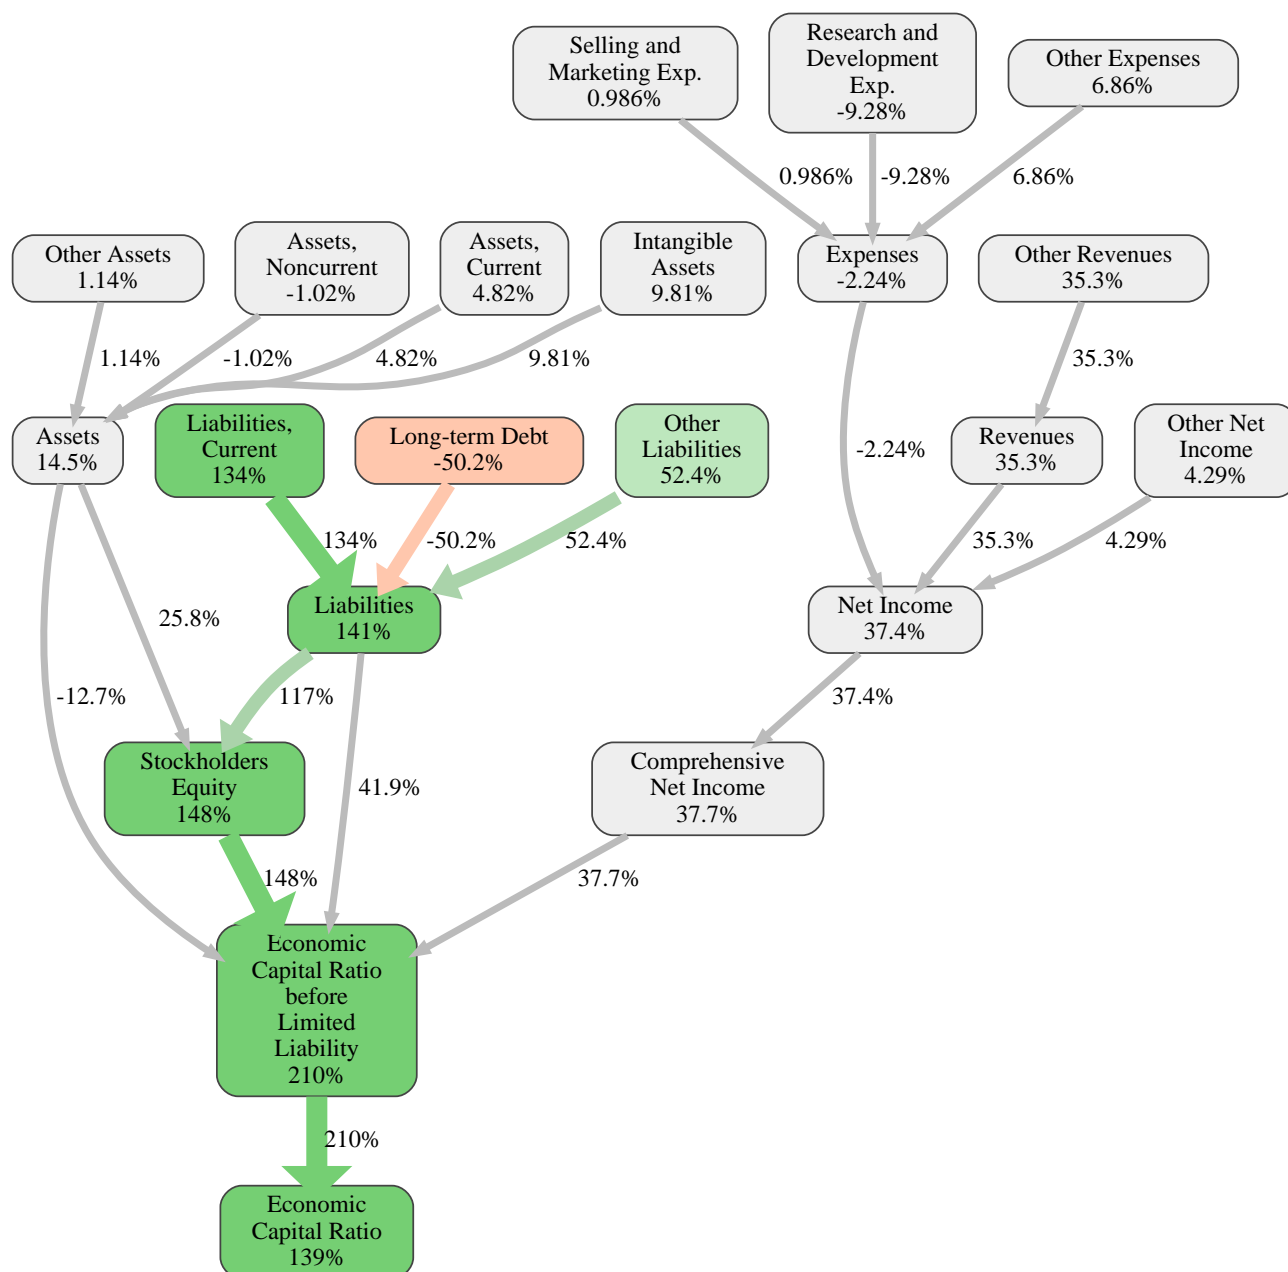 Selling and
Marketing Exp.
0.986%
Research and
Development
Exp.
-9.28%
Other Expenses
6.86%
0.986%
-9.28%
6.86%
Other Assets
1.14%
Assets,
Noncurrent
-1.02%
Assets,
Current
4.82%
Intangible
Assets
9.81%
Expenses
-2.24%
Other Revenues
35.3%
1.14%
-1.02%
4.82%
9.81%
35.3%
Assets
14.5%
Liabilities,
Current
134%
Long-term Debt
-50.2%
Other
Liabilities
52.4%
-2.24%
Revenues
35.3%
Other Net
Income
4.29%
134%
-50.2%
52.4%
35.3%
4.29%
25.8%
Liabilities
141%
Net Income
37.4%
-12.7%
117%
37.4%
Stockholders
Equity
148%
41.9%
Comprehensive
Net Income
37.7%
148%
37.7%
Economic
Capital Ratio
before
Limited
Liability
210%
210%
Economic
Capital Ratio
139%